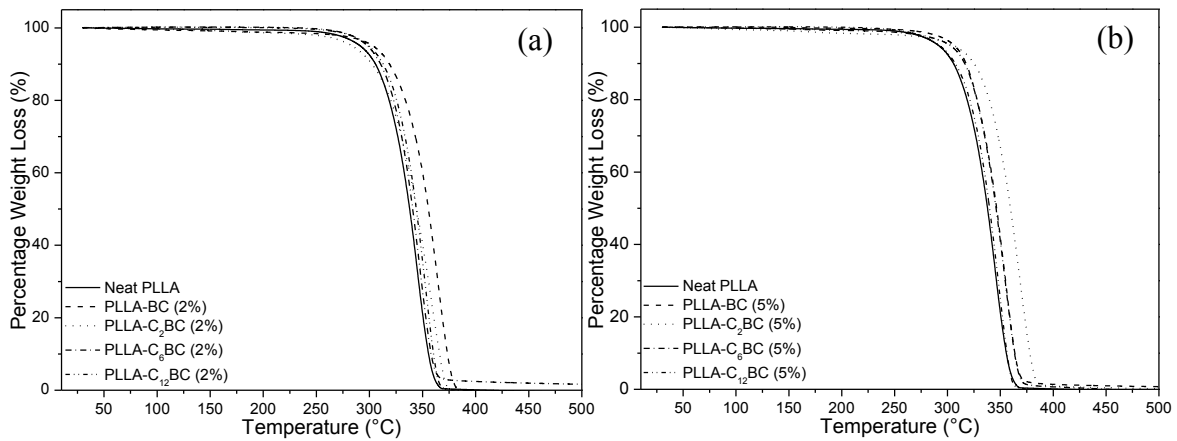 (a)
Percentage Weight Loss (%)
100
80
60
40
20
0
Neat PLLA
PLLA-BC (2%)
PLLA-C₂BC (2%)
PLLA-C₆BC (2%)
PLLA-C₁₂BC (2%)
50 100 150 200 250 300 350 400 450 500
Temperature (°C)
(b)
Percentage Weight Loss (%)
100
80
60
40
20
0
Neat PLLA
PLLA-BC (5%)
PLLA-C₂BC (5%)
PLLA-C₆BC (5%)
PLLA-C₁₂BC (5%)
50 100 150 200 250 300 350 400 450 500
Temperature (°C)